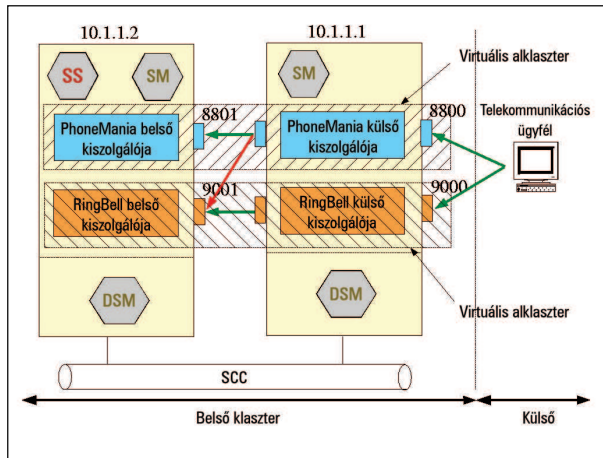 10.1.1.2
10.1.1.1
Virtuális alklaszter
SS
SM
SM
8801
8800
Telekommunikációs
ügyfél
PhoneMania belső
kiszolgálója
PhoneMania külső
kiszolgálója
9001
9000
RingBell belső
kiszolgálója
RingBell külső
kiszolgálója
DSM
DSM
Virtuális alklaszter
SCC
Belső klaszter
Külső